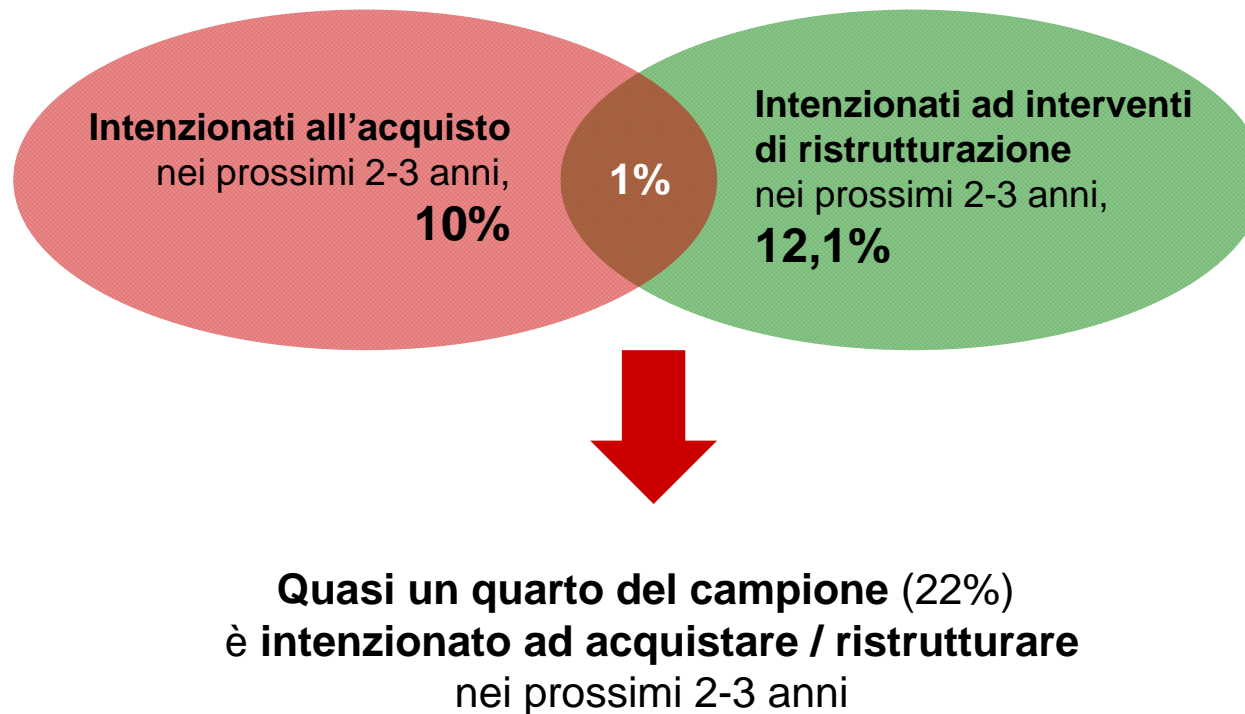 Intenzionati all’acquisto
nei prossimi 2-3 anni,
10%
1%
Intenzionati ad interventi
di ristrutturazione
nei prossimi 2-3 anni,
12,1%
Quasi un quarto del campione (22%)
è intenzionato ad acquistare / ristrutturare
nei prossimi 2-3 anni